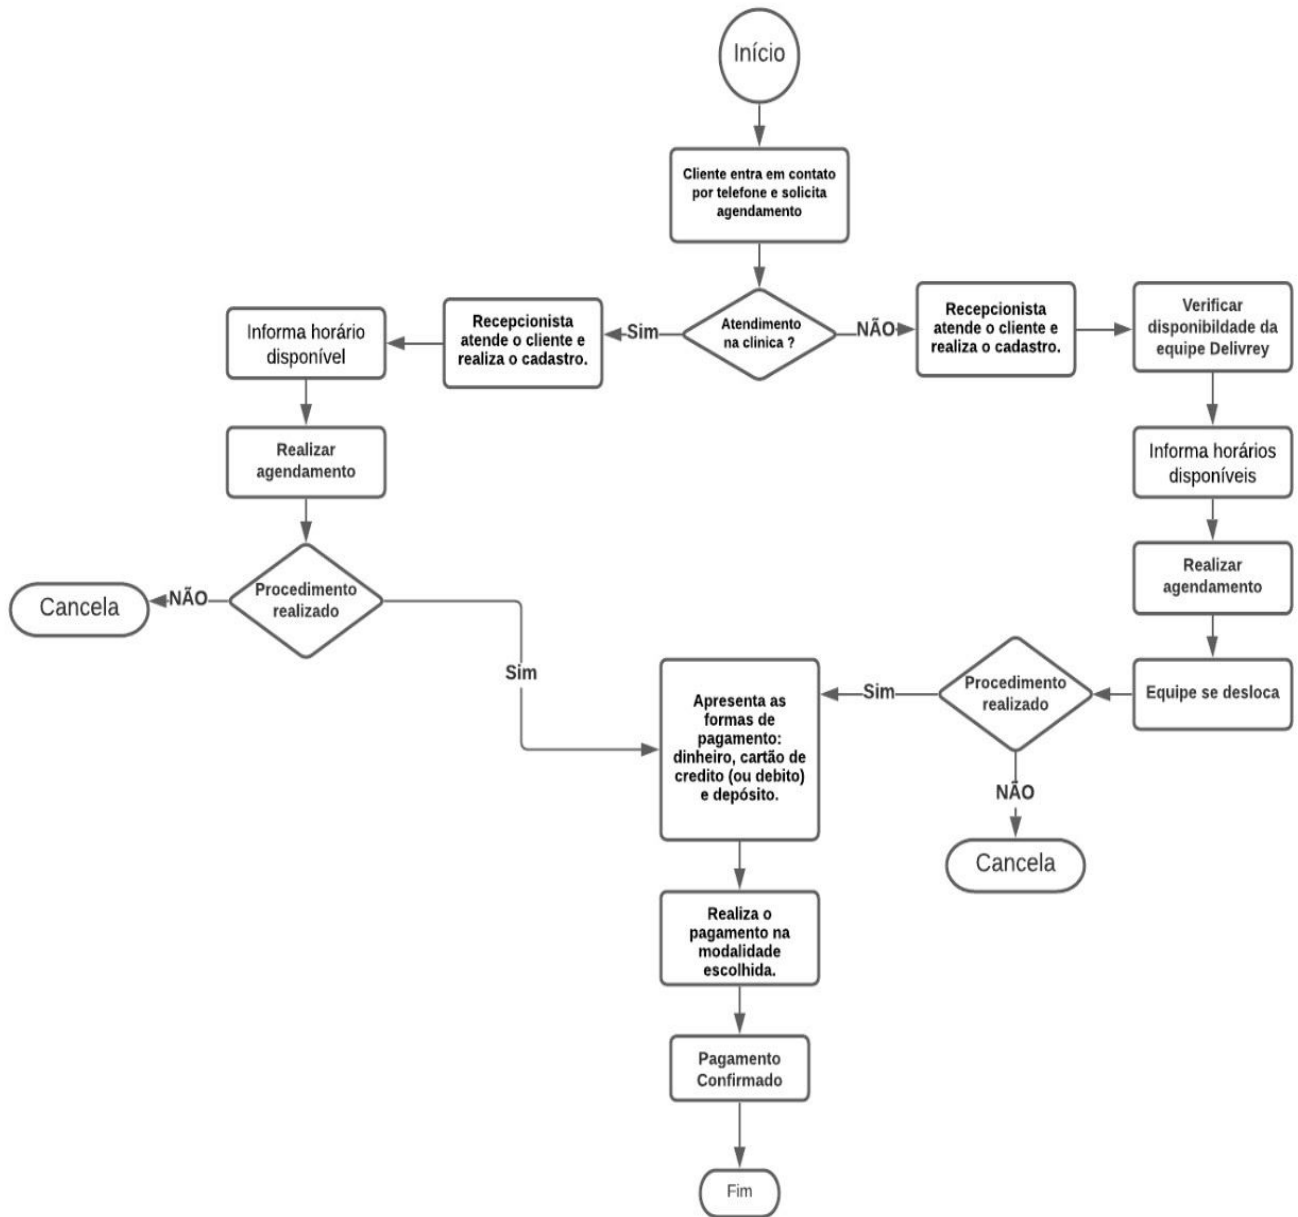 Início
Cliente entra em contato
por telefone e solicita
agendamento
Atendimento
na clinica ?
Sim
NÃO
Recepcionista
atende o cliente e
realiza o cadastro.
Informa horário
disponível
Realizar
agendamento
Procedimento
realizado
NÃO
Cancela
Sim
Recepcionista
atende o cliente e
realiza o cadastro.
Verificar
disponibildade da
equipe Delivrey
Informa horários
disponíveis
Realizar
agendamento
Equipe se desloca
Procedimento
realizado
Sim
NÃO
Cancela
Apresenta as
formas de
pagamento:
dinheiro, cartão de
credito (ou debito)
e depósito.
Realiza o
pagamento na
modalidade
escolhida.
Pagamento
Confirmado
Fim